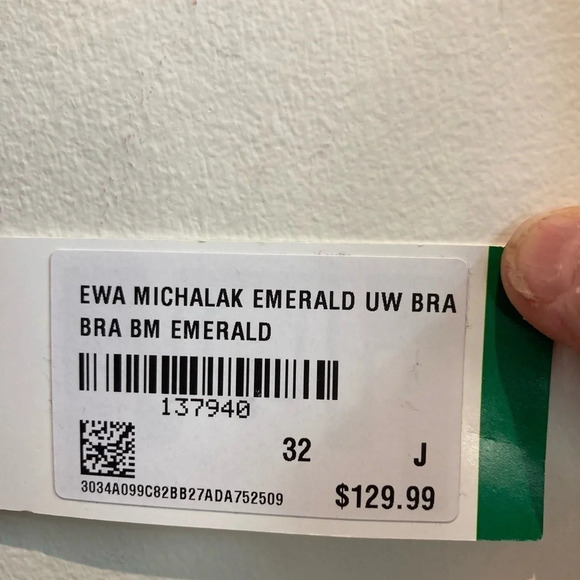 EWA MICHALAK EMERALD UW BRA
BRA BM EMERALD
137940
32 J
3034A099C82BB27ADA752509
$129.99